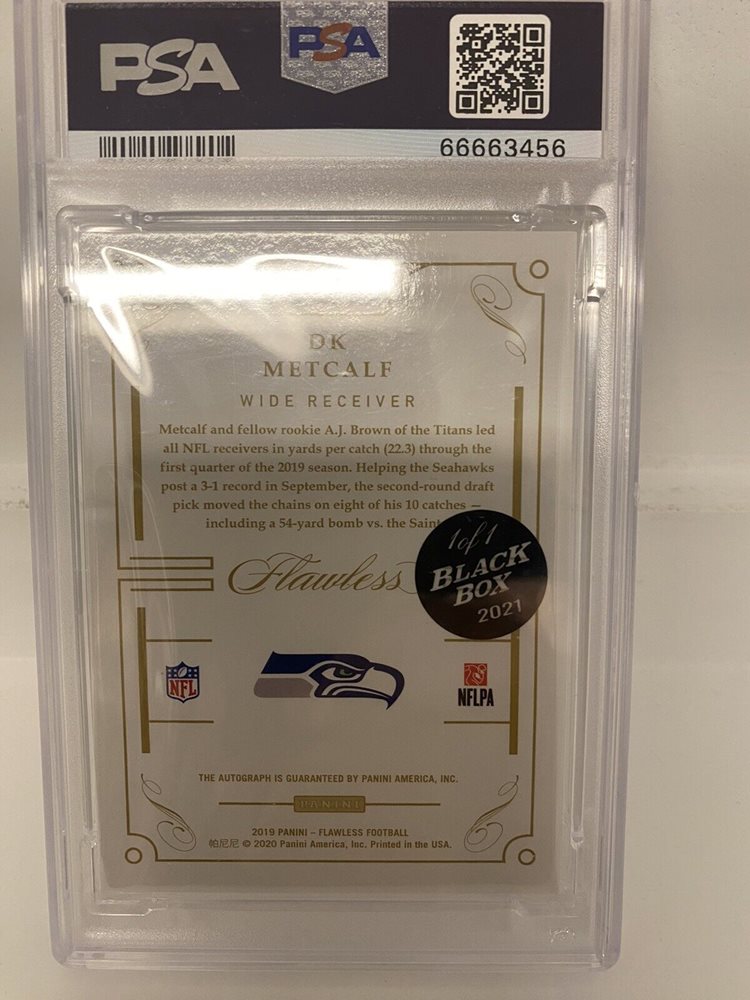 PSA
PSA
66663456
DK
METCALF
WIDE RECEIVER
Metcalf and fellow rookie A.J. Brown of the Titans led
all NFL receivers in yards per catch (22.3) through the
first quarter of the 2019 season. Helping the Seahawks
post a 3-1 record in September, the second-round draft
pick moved the chains on eight of his 10 catches —
including a 54-yard bomb vs. the Saint
1of1
BLACK
BOX
2021
Flawless
NFL
NFLPA
THE AUTOGRAPH IS GUARANTEED BY PANINI AMERICA, INC.
PANINI
2019 PANINI – FLAWLESS FOOTBALL
帕尼尼 © 2020 Panini America, Inc. Printed in the USA.